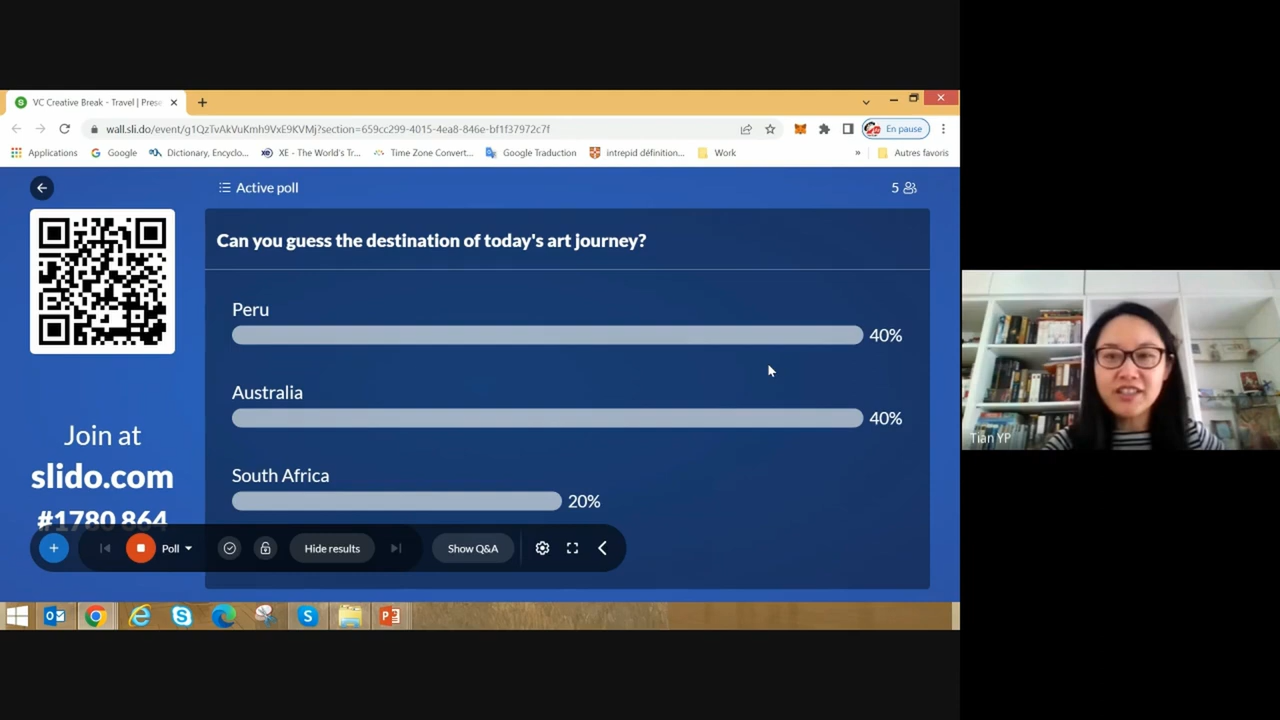 VC Creative Break - Travel | Prese
wall.sli.do/event/g1QzTvAkVuKmh9VxE9KVMj?section=659cc299-4015-4ea8-846e-bf1f37972c7f
En pause
Applications
Google
Dictionary, Encyclo...
XE - The World's Tr...
Time Zone Convert...
Google Traduction
intrepid définition...
Work
»
Autres favoris
Active poll
5
Can you guess the destination of today's art journey?
Peru
40%
Australia
40%
South Africa
20%
Join at
slido.com
#1780 864
Poll
Hide results
Show Q&A
Tian YP